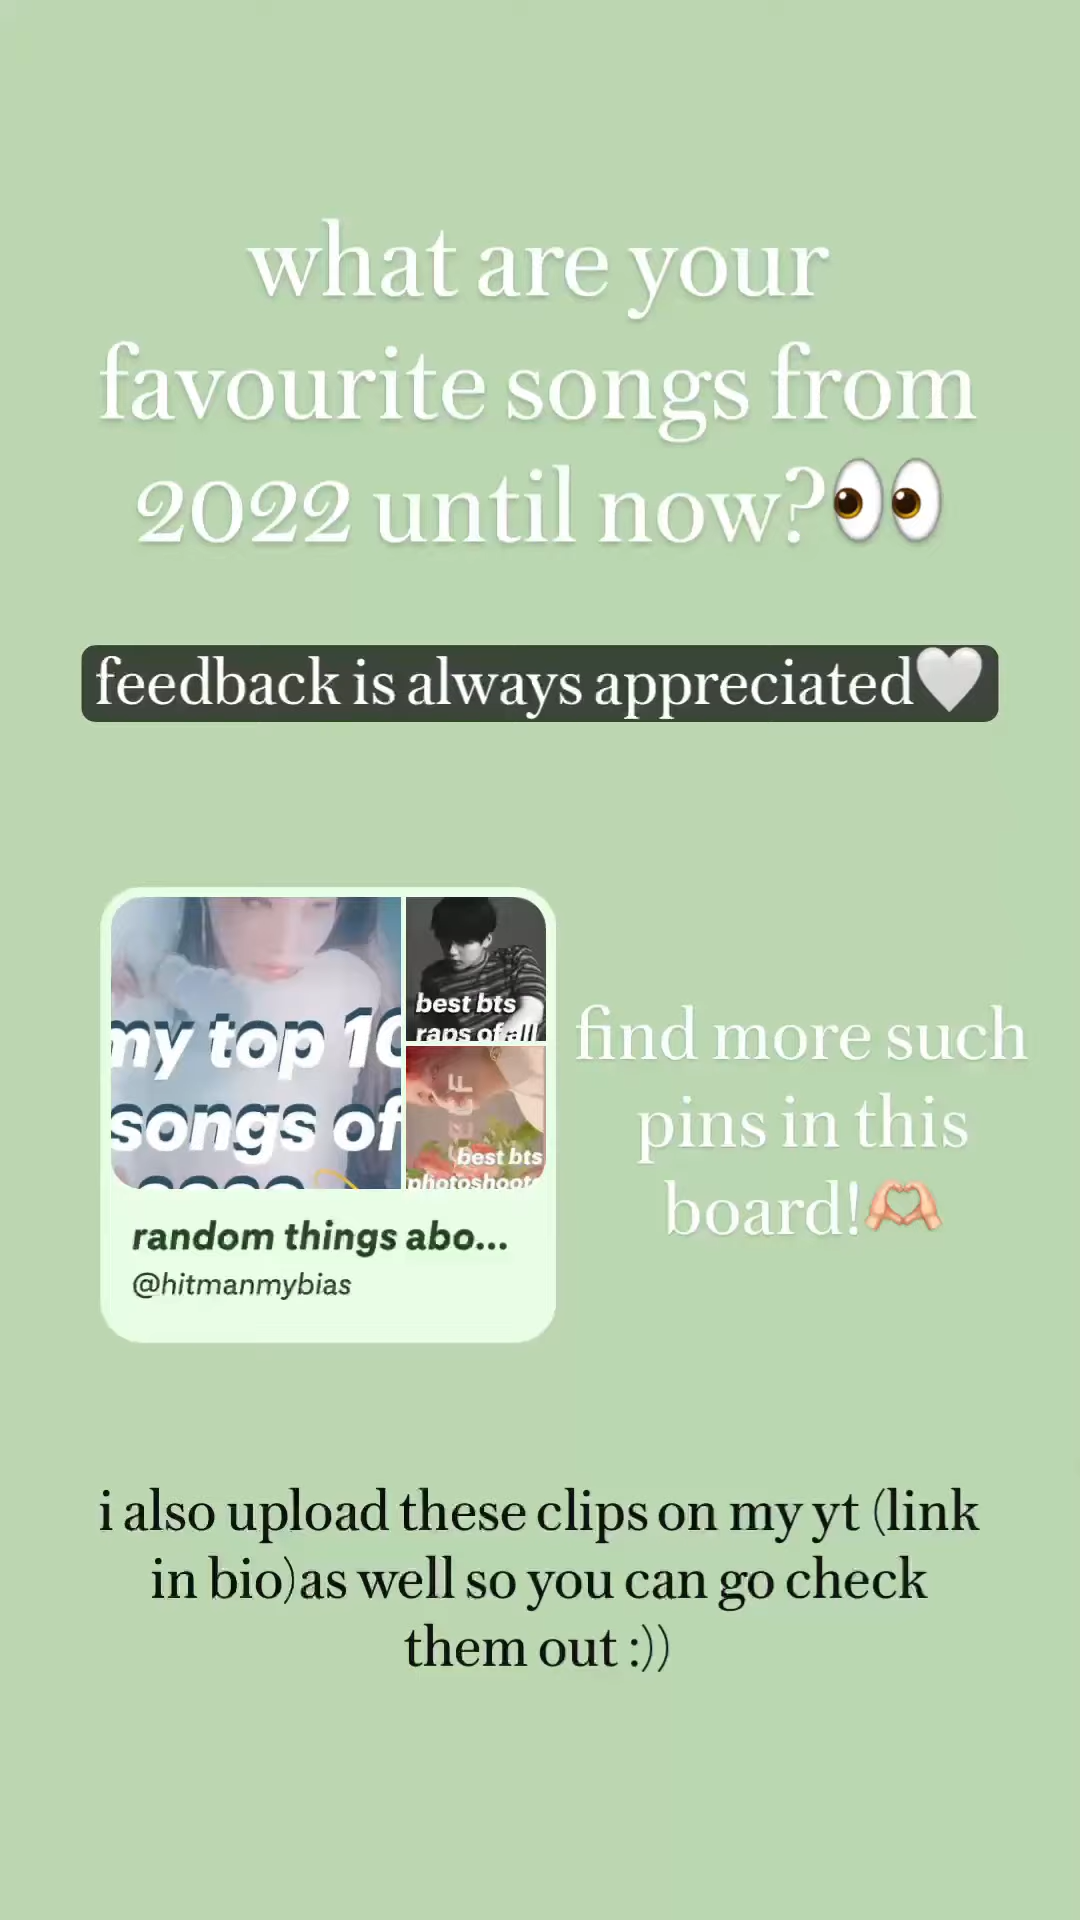 what are your
favourite songs from
2022 until now?👀
feedback is always appreciated🤍
my top 10
songs of
2022
best bts
raps of all
best bts
photoshoots
random things abo...
@hitmanmybias
find more such
pins in this
board!🫶🏻
i also upload these clips on my yt (link
in bio)as well so you can go check
them out :))